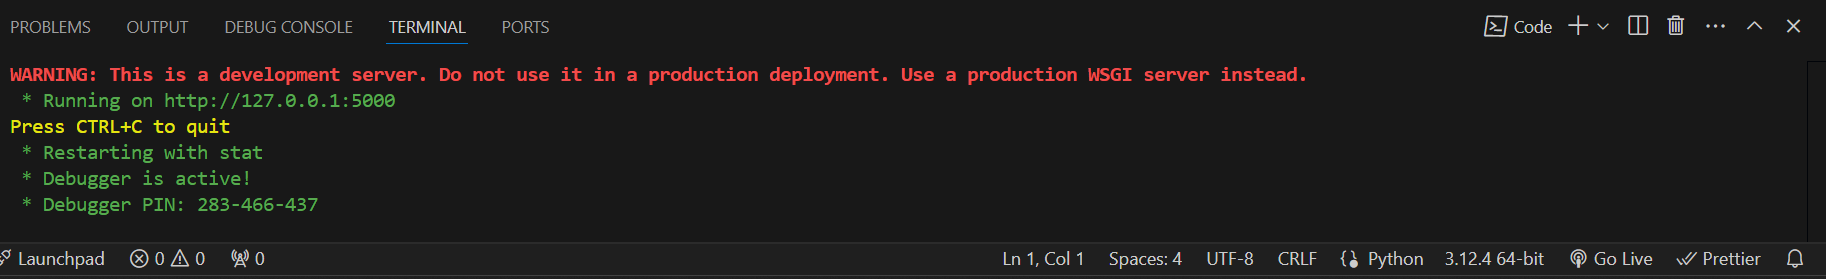 PROBLEMS OUTPUT DEBUG CONSOLE TERMINAL PORTS Code
WARNING: This is a development server. Do not use it in a production deployment. Use a production WSGI server instead.
* Running on http://127.0.0.1:5000
Press CTRL+C to quit
* Restarting with stat
* Debugger is active!
* Debugger PIN: 283-466-437
Launchpad 0 0 0 Ln 1, Col 1 Spaces: 4 UTF-8 CRLF Python 3.12.4 64-bit Go Live Prettier